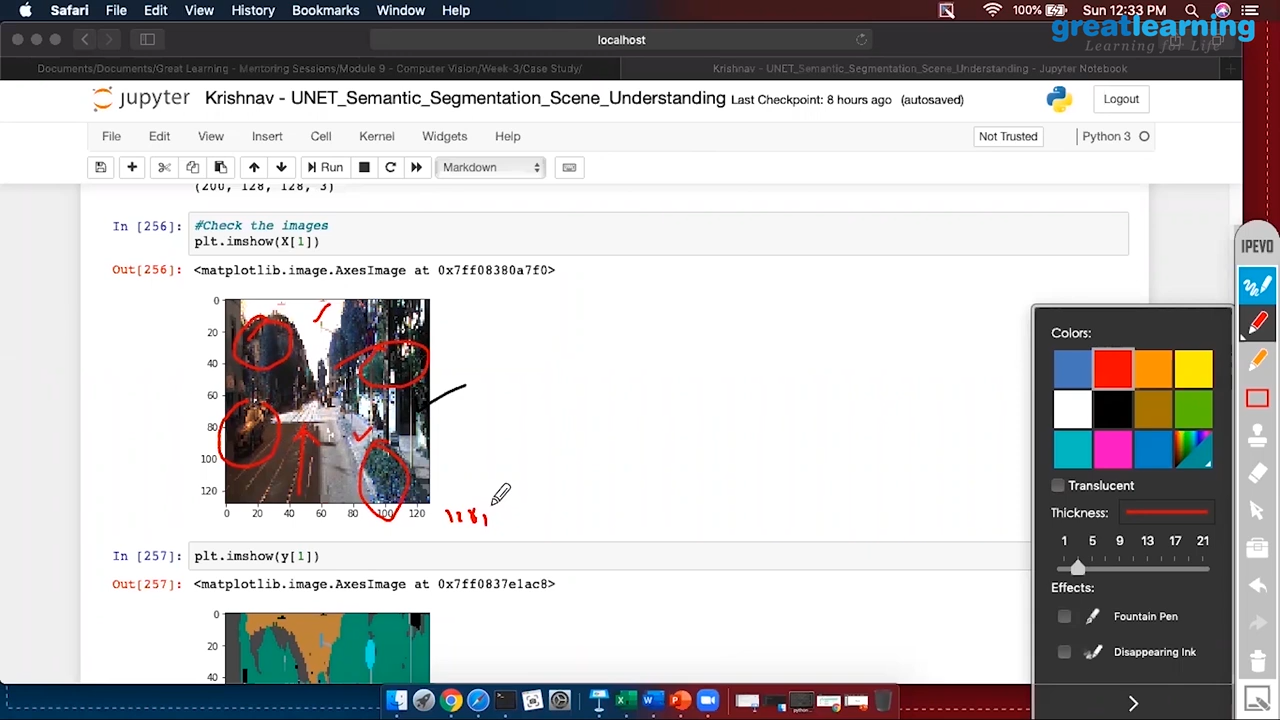 Safari File Edit View History Bookmarks Window Help 100% Sun 12:33 PM
greatlearning
Learning for Life
localhost
Documents/Documents/Great Learning - Mentoring Sessions/Module 9 - Computer Vision/Week-3/Case Study/ Krishnav - UNET_Semantic_Segmentation_Scene_Understanding - Jupyter Notebook
jupyter Krishnav - UNET_Semantic_Segmentation_Scene_Understanding Last Checkpoint: 8 hours ago (autosaved) Logout
File Edit View Insert Cell Kernel Widgets Help Not Trusted Python 3
Run Markdown
(200, 128, 128, 3)
In [256]: #Check the images
plt.imshow(X[1])
Out[256]: <matplotlib.image.AxesImage at 0x7ff08380a7f0>
0
20
40
60
80
100
120
0 20 40 60 80 100 120
128,
In [257]: plt.imshow(y[1])
Out[257]: <matplotlib.image.AxesImage at 0x7ff0837e1ac8>
0
20
40
IPEVO
Colors:
Translucent
Thickness:
1 5 9 13 17 21
Effects:
Fountain Pen
Disappearing Ink